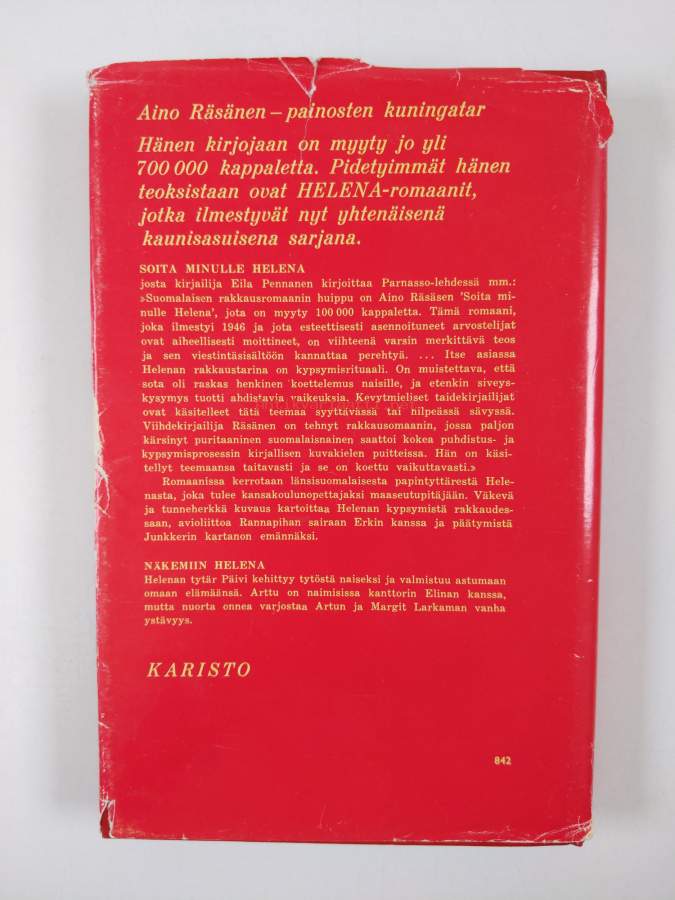 Aino Räsänen – painosten kuningatar
Hänen kirjojaan on myyty jo yli
700 000 kappaletta. Pidetyimmät hänen
teoksistaan ovat HELENA-romaanit,
jotka ilmestyvät nyt yhtenäisenä
kaunisasuisena sarjana.
SOITA MINULLE HELENA
josta kirjailija Eila Pennanen kirjoittaa Parnasso-lehdessä mm.:
»Suomalaisen rakkausromaanin huippu on Aino Räsäsen 'Soita mi-
nulle Helena', jota on myyty 100 000 kappaletta. Tämä romaani,
joka ilmestyi 1946 ja jota esteettisesti asennoituneet arvostelijat
ovat aiheellisesti moittineet, on viihteenä varsin merkittävä teos
ja sen viestintäsisältöön kannattaa perehtyä. ... Itse asiassa
Helenan rakkaustarina on kypsymisrituaali. On muistettava, että
sota oli raskas henkinen koettelemus naisille, ja etenkin siveys-
kysymys tuotti ahdistavia vaikeuksia. Kevytmieliset taidekirjailijat
ovat käsitelleet tätä teemaa syyttävässä tai nilpeässä sävyssä.
Viihdekirjailija Räsänen on tehnyt rakkausromaanin, jossa paljon
kärsinyt puritaaninen suomalaisnainen saattoi kokea puhdistus- ja
kypsymisprosessin kirjallisen kuvakielen puitteissa. Hän on käsi-
tellyt teemaansa taitavasti ja se on koettu vaikuttavasti.»
Romaanissa kerrotaan länsisuomalaisesta papintyttärestä Hele-
nasta, joka tulee kansakoulunopettajaksi maaseutupitäjään. Väkevä
ja tunneherkkä kuvaus kartoittaa Helenan kypsymistä rakkaudes-
saan, avioliittoa Rannapihan sairaan Erkin kanssa ja päätymistä
Junkkerin kartanon emännäksi.
NÄKEMIIN HELENA
Helenan tytär Päivi kehittyy tytöstä naiseksi ja valmistuu astumaan
omaan elämäänsä. Arttu on naimisissa kanttorin Elinan kanssa,
mutta nuorta onnea varjostaa Artun ja Margit Larkaman vanha
ystävyys.
KARISTO
842